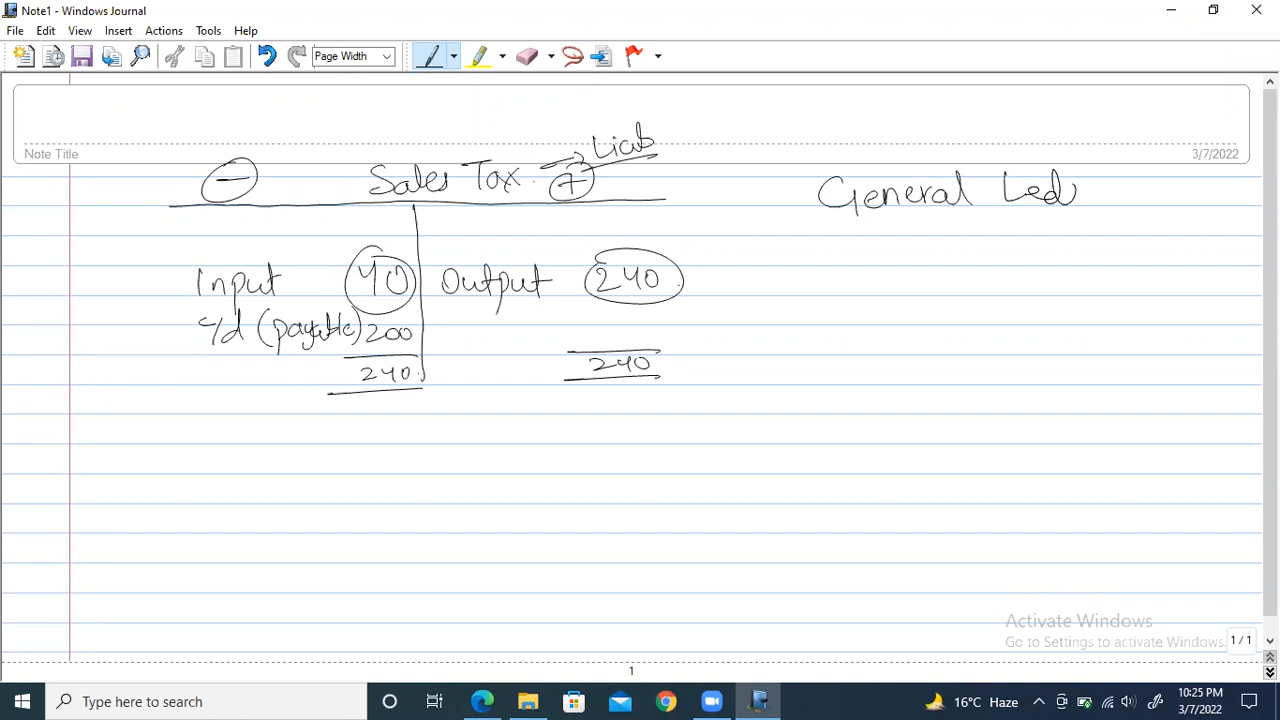 Note1 - Windows Journal
File Edit View Insert Actions Tools Help
Page Width
Note Title
3/7/2022
→ Liab
− Sales Tax. +
General Led
Input 40 Output 240
c/d (payable) 200
240. 240
Activate Windows
Go to Settings to activate Windows.
1 / 1
1
Type here to search
16°C Haze
10:25 PM
3/7/2022